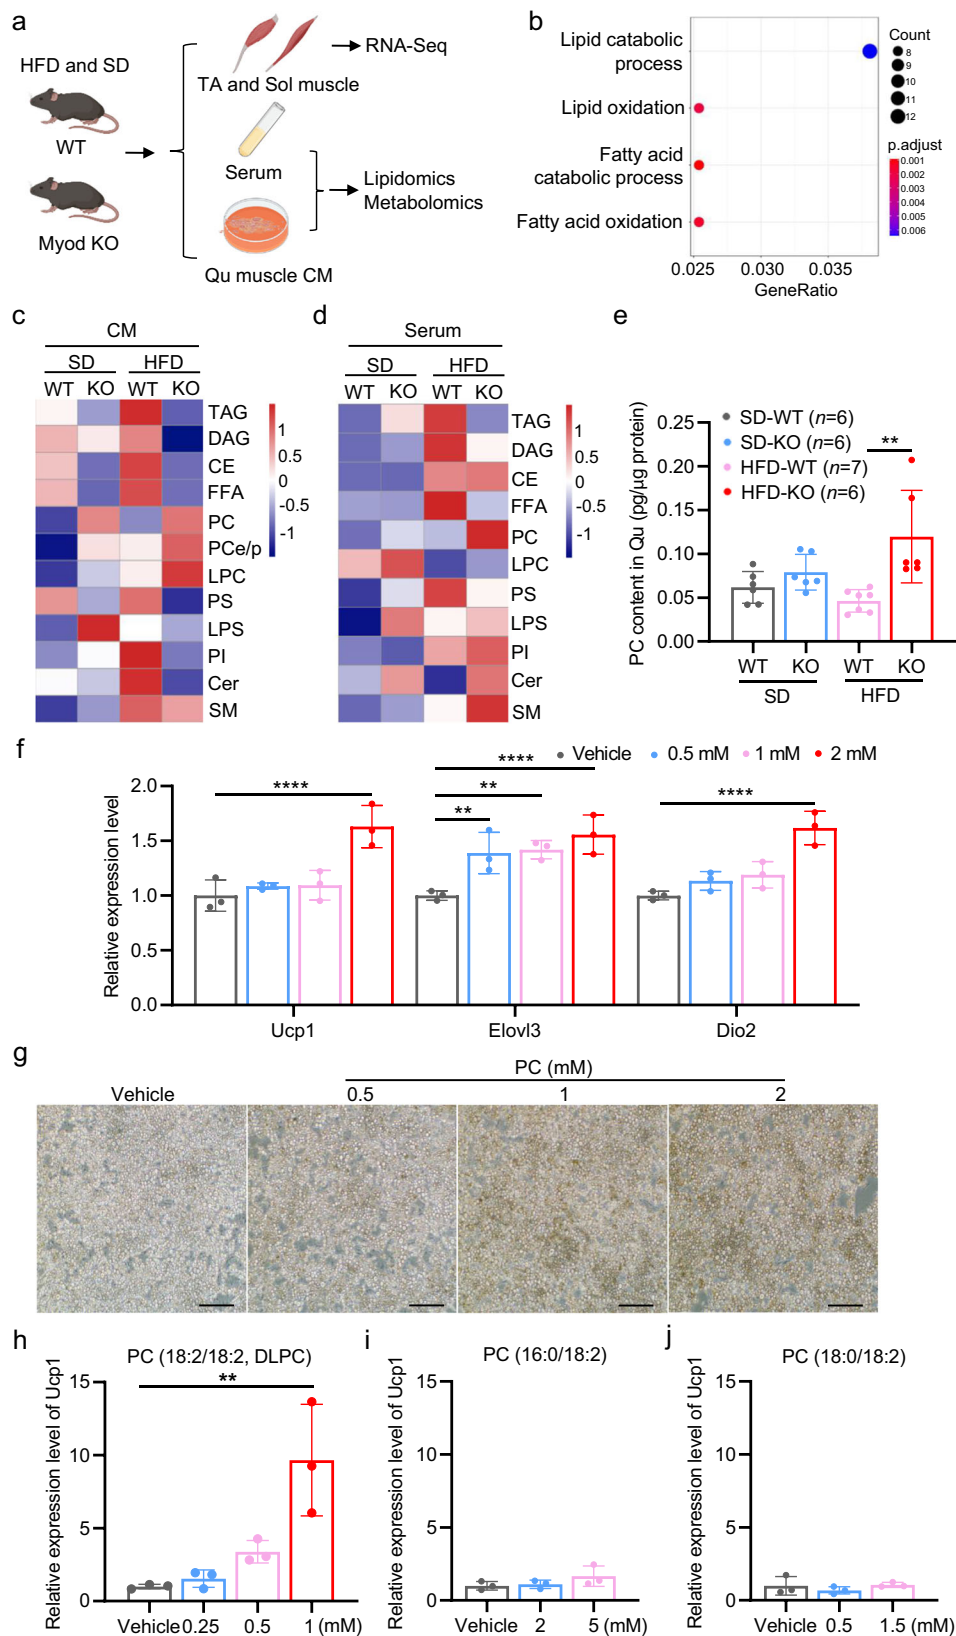 a
HFD and SD
WT
Myod KO
TA and Sol muscle
RNA-Seq
Serum
Lipidomics
Metabolomics
Qu muscle CM
b
Lipid catabolic
process
Lipid oxidation
Fatty acid
catabolic process
Fatty acid oxidation
0.025 0.030 0.035
GeneRatio
Count
8
9
10
11
12
p.adjust
0.001
0.002
0.003
0.004
0.005
0.006
c
CM
SD HFD
WT KO WT KO
TAG
DAG
CE
FFA
PC
PCe/p
LPC
PS
LPS
PI
Cer
SM
1
0.5
0
-0.5
-1
d
Serum
SD HFD
WT KO WT KO
TAG
DAG
CE
FFA
PC
LPC
PS
LPS
PI
Cer
SM
1
0.5
0
-0.5
-1
e
PC content in Qu (pg/µg protein)
0.25
0.20
0.15
0.10
0.05
0.00
SD-WT (n=6)
SD-KO (n=6)
HFD-WT (n=7)
HFD-KO (n=6)
**
WT KO WT KO
SD HFD
f
Vehicle 0.5 mM 1 mM 2 mM
Relative expression level
2.0
1.5
1.0
0.5
0.0
****
****
**
**
****
Ucp1 Elovl3 Dio2
g
PC (mM)
Vehicle 0.5 1 2
h
PC (18:2/18:2, DLPC)
**
Relative expression level of Ucp1
15
10
5
0
Vehicle 0.25 0.5 1 (mM)
i
PC (16:0/18:2)
Relative expression level of Ucp1
15
10
5
0
Vehicle 2 5 (mM)
j
PC (18:0/18:2)
Relative expression level of Ucp1
15
10
5
0
Vehicle 0.5 1.5 (mM)